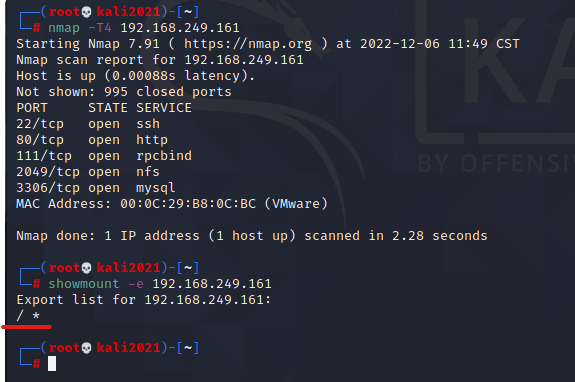 ┌──(root💀kali2021)-[~]
└─# nmap -T4 192.168.249.161
Starting Nmap 7.91 ( https://nmap.org ) at 2022-12-06 11:49 CST
Nmap scan report for 192.168.249.161
Host is up (0.00088s latency).
Not shown: 995 closed ports
PORT     STATE SERVICE
22/tcp   open  ssh
80/tcp   open  http
111/tcp  open  rpcbind
2049/tcp open  nfs
3306/tcp open  mysql
MAC Address: 00:0C:29:B8:0C:BC (VMware)
Nmap done: 1 IP address (1 host up) scanned in 2.28 seconds
┌──(root💀kali2021)-[~]
└─# showmount -e 192.168.249.161
Export list for 192.168.249.161:
/ *
┌──(root💀kali2021)-[~]
└─#
KA
BY OFFENSI